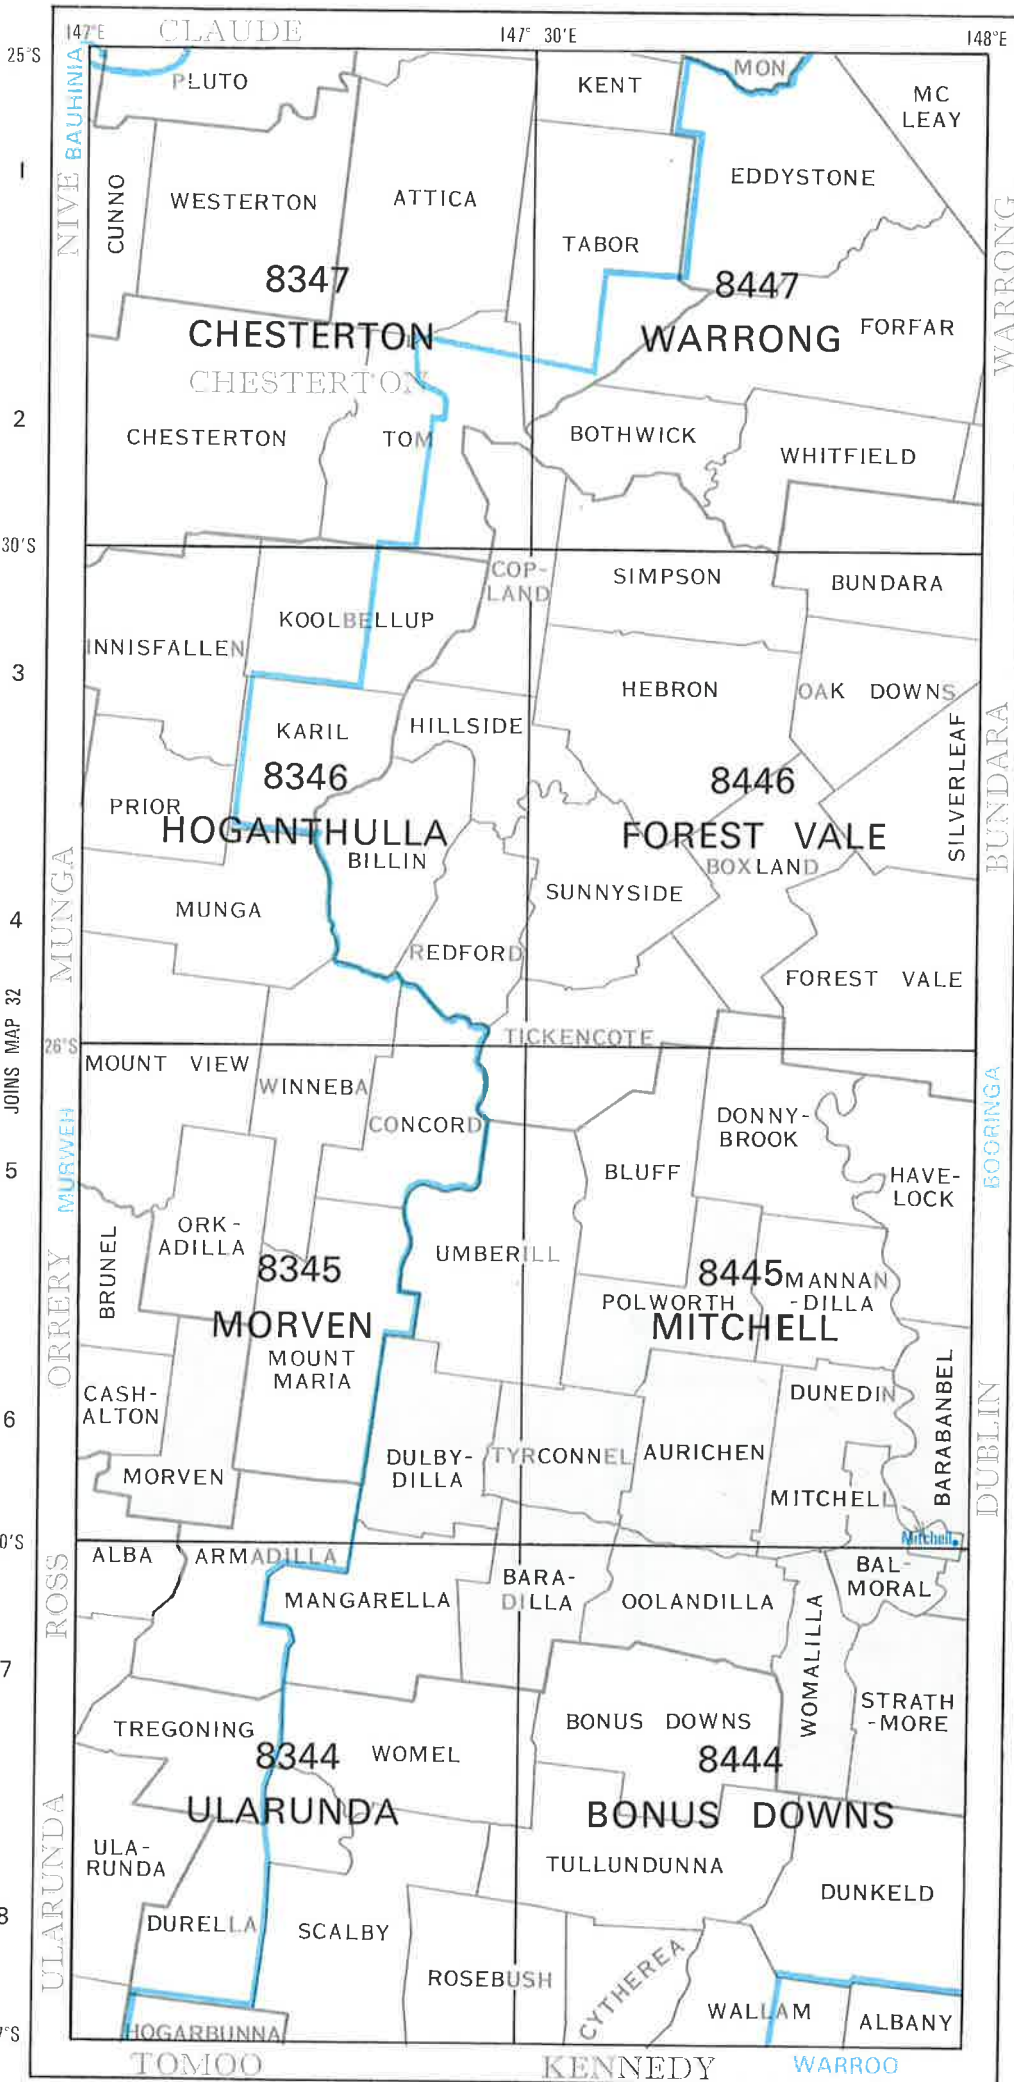 CLAUDE
147°E
147° 30'E
148°E
25°S
BAUHINIA
NIVE
PLUTO
KENT
MON
MC
LEAY
1
CUNNO
WESTERTON
ATTICA
EDDYSTONE
TABOR
WARRONG
8347
8447
CHESTERTON
WARRONG
FORFAR
CHESTERTON
2
CHESTERTON
TOM
BOTHWICK
WHITFIELD
30'S
COP-
LAND
SIMPSON
BUNDARA
KOOLBELLUP
INNISFALLEN
3
HEBRON
OAK DOWNS
KARIL
HILLSIDE
8346
8446
SILVERLEAF
BUNDARA
PRIOR
HOGANTHULLA
FOREST VALE
BILLIN
BOXLAND
SUNNYSIDE
MUNGA
MUNGA
4
REDFORD
FOREST VALE
JOINS MAP 32
TICKENCOTE
26°S
MOUNT VIEW
WINNEBA
CONCORD
DONNY-
BROOK
MURWEH
BOORINGA
5
BLUFF
HAVE-
LOCK
ORK-
ADILLA
UMBERILL
BRUNEL
8345
8445
MANNAN
-DILLA
ORRERY
POLWORTH
MORVEN
MITCHELL
MOUNT
MARIA
CASH-
ALTON
DUNEDIN
BARABANBEL
DUBLIN
6
DULBY-
DILLA
TYRCONNEL
AURICHEN
MORVEN
MITCHELL
Mitchell
0'S
ALBA
ARMADILLA
BAL-
MORAL
ROSS
MANGARELLA
BARA-
DILLA
OOLANDILLA
WOMALILLA
7
TREGONING
STRATH
-MORE
BONUS DOWNS
8344
WOMEL
8444
ULARUNDA
BONUS DOWNS
ULARUNDA
ULA-
RUNDA
TULLUNDUNNA
DUNKELD
8
DURELLA
SCALBY
ROSEBUSH
CYTHEREA
WALLAM
ALBANY
7°S
HOGARBUNNA
TOMOO
KENNEDY
WARROO